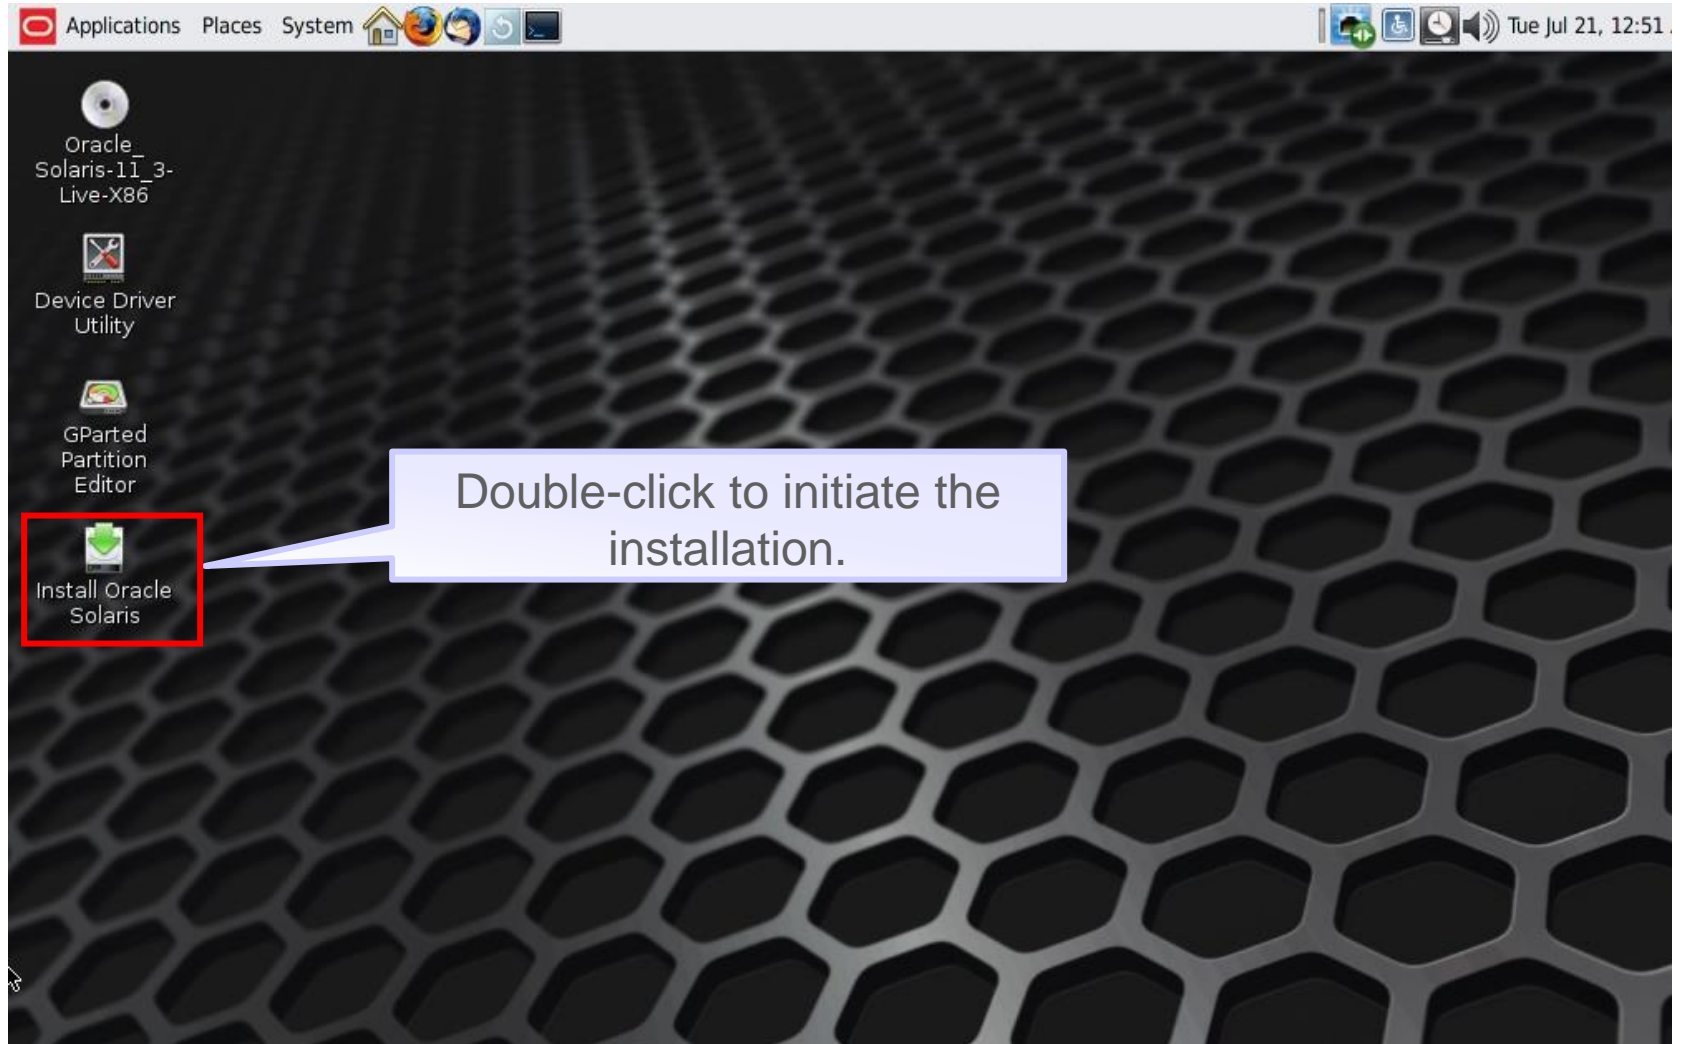 Applications Places System
Tue Jul 21, 12:51
Oracle_
Solaris-11_3-
Live-X86
Device Driver
Utility
GParted
Partition
Editor
Double-click to initiate the
installation.
Install Oracle
Solaris